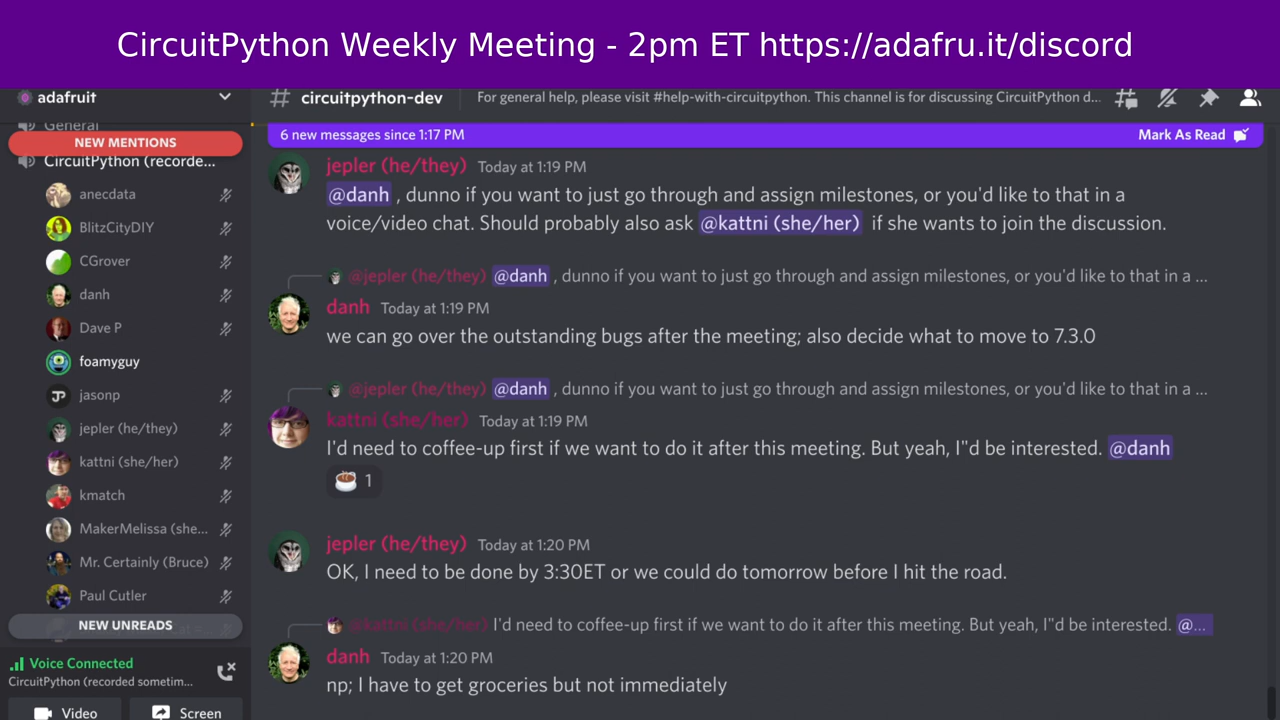 CircuitPython Weekly Meeting - 2pm ET https://adafru.it/discord
adafruit
# circuitpython-dev
For general help, please visit #help-with-circuitpython. This channel is for discussing CircuitPython d...
General
NEW MENTIONS
CircuitPython (recorde...
anecdata
BlitzCityDIY
CGrover
danh
Dave P
foamyguy
jasonp
jepler (he/they)
kattni (she/her)
kmatch
MakerMelissa (she...
Mr. Certainly (Bruce)
Paul Cutler
NEW UNREADS
Voice Connected
CircuitPython (recorded sometim...
Video
Screen
6 new messages since 1:17 PM
Mark As Read
jepler (he/they) Today at 1:19 PM
@danh , dunno if you want to just go through and assign milestones, or you'd like to that in a
voice/video chat. Should probably also ask @kattni (she/her) if she wants to join the discussion.
@jepler (he/they) @danh , dunno if you want to just go through and assign milestones, or you'd like to that in a ...
danh Today at 1:19 PM
we can go over the outstanding bugs after the meeting; also decide what to move to 7.3.0
@jepler (he/they) @danh , dunno if you want to just go through and assign milestones, or you'd like to that in a ...
kattni (she/her) Today at 1:19 PM
I'd need to coffee-up first if we want to do it after this meeting. But yeah, I"d be interested. @danh
1
jepler (he/they) Today at 1:20 PM
OK, I need to be done by 3:30ET or we could do tomorrow before I hit the road.
@kattni (she/her) I'd need to coffee-up first if we want to do it after this meeting. But yeah, I"d be interested. @...
danh Today at 1:20 PM
np; I have to get groceries but not immediately